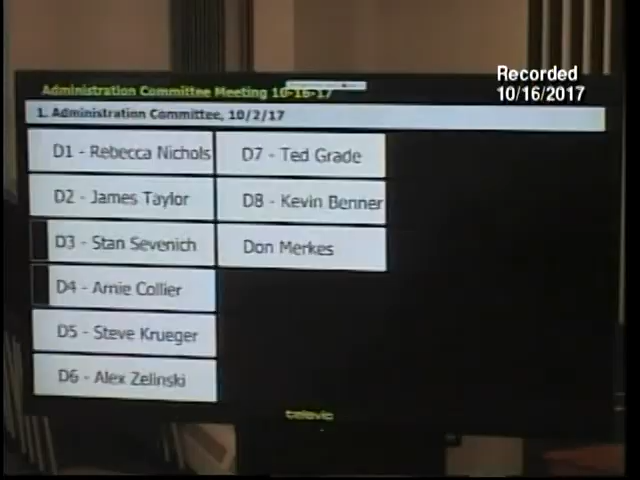 Recorded
10/16/2017
Administration Committee Meeting 10-16-17
1. Administration Committee, 10/2/17
D1 - Rebecca Nichols
D7 - Ted Grade
D2 - James Taylor
D8 - Kevin Benner
D3 - Stan Sevenich
Don Merkes
D4 - Arnie Collier
D5 - Steve Krueger
D6 - Alex Zelinski
televic